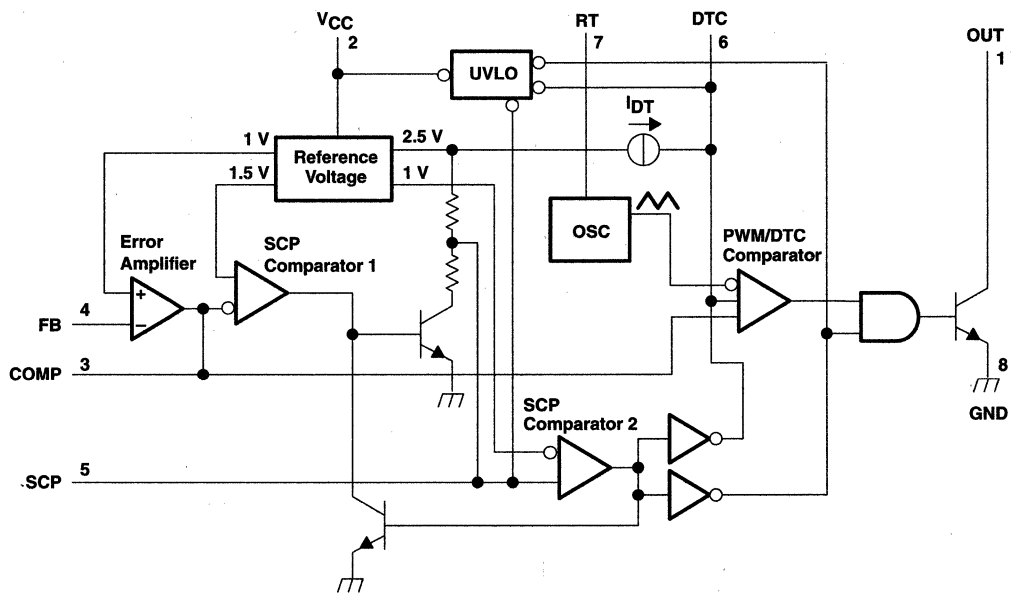 VCC
2
RT
7
DTC
6
OUT
1
UVLO
IDT
1 V
2.5 V
Reference
Voltage
1.5 V
1 V
OSC
Error
Amplifier
SCP
Comparator 1
PWM/DTC
Comparator
+
−
4
FB
3
COMP
8
GND
SCP
Comparator 2
5
SCP